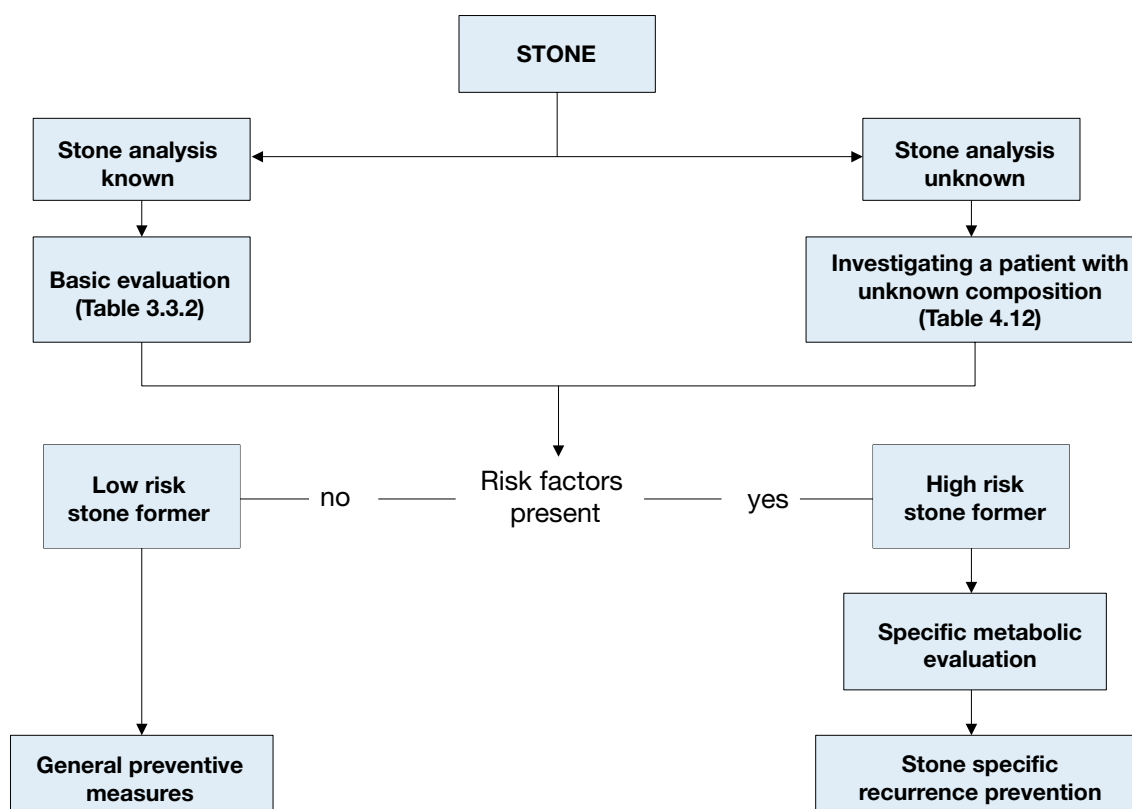 STONE
Stone analysis
known
Stone analysis
unknown
Basic evaluation
(Table 3.3.2)
Investigating a patient with
unknown composition
(Table 4.12)
Low risk
stone former
no
Risk factors
present
yes
High risk
stone former
Specific metabolic
evaluation
General preventive
measures
Stone specific
recurrence prevention